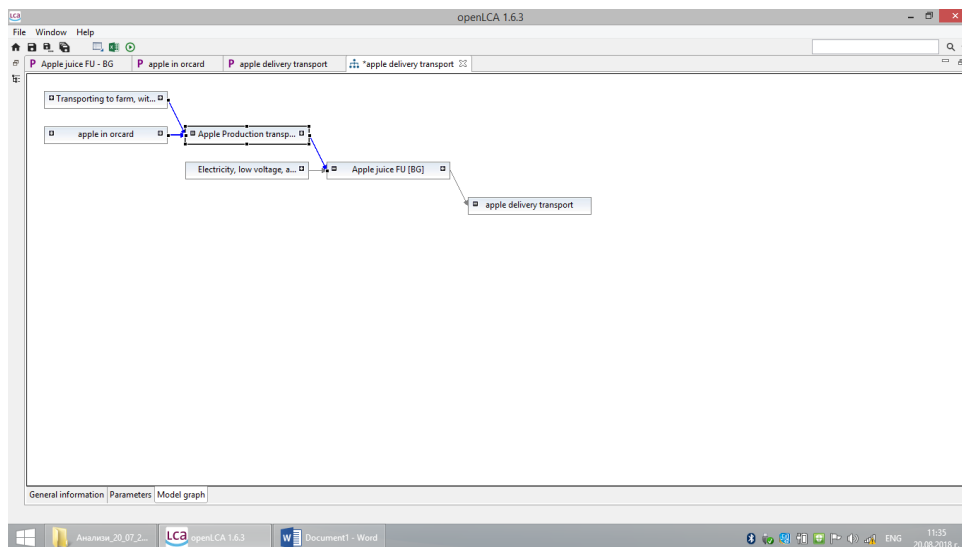 LCA
openLCA 1.6.3
File Window Help
P Apple juice FU - BG P apple in orcard P apple delivery transport *apple delivery transport
Transporting to farm, wit...
apple in orcard
Apple Production transp...
Electricity, low voltage, a...
Apple juice FU [BG]
apple delivery transport
General information Parameters Model graph
Анализи_20_07_2... LCA openLCA 1.6.3 W Document1 - Word ENG 11:35
20.08.2018 г.